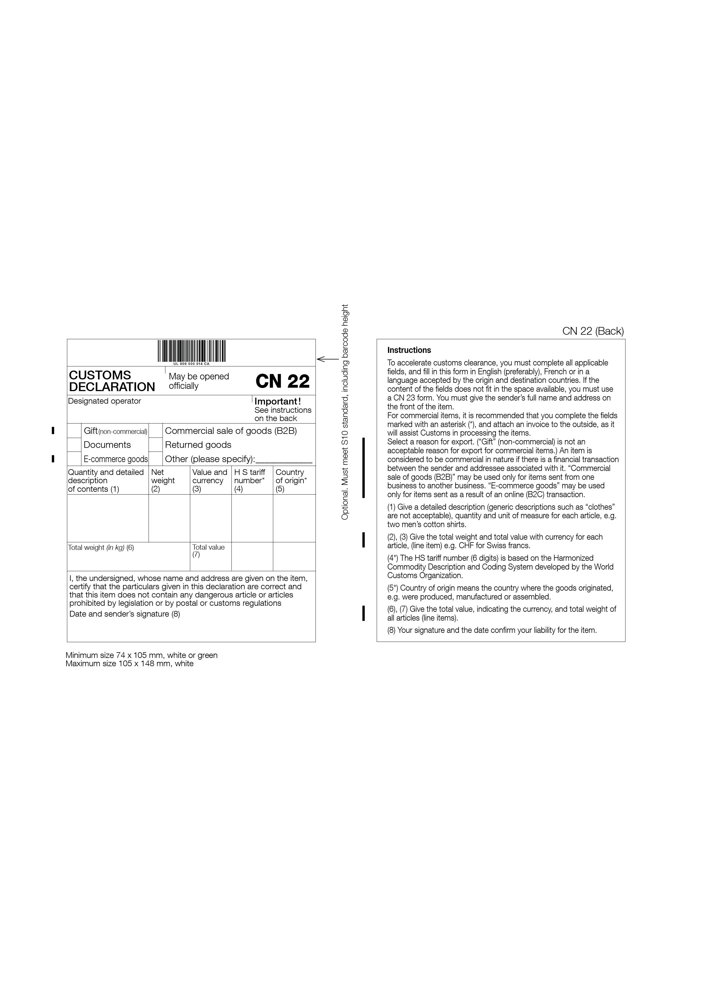 UL 000 000 014 CA
CUSTOMS
DECLARATION
May be opened
officially
CN 22
Designated operator
Important!
See instructions
on the back
Gift (non-commercial)
Commercial sale of goods (B2B)
Documents
Returned goods
E-commerce goods
Other (please specify):____________
Quantity and detailed
description
of contents (1)
Net
weight
(2)
Value and
currency
(3)
H S tariff
number*
(4)
Country
of origin*
(5)
Total weight (in kg) (6)
Total value
(7)
I, the undersigned, whose name and address are given on the item,
certify that the particulars given in this declaration are correct and
that this item does not contain any dangerous article or articles
prohibited by legislation or by postal or customs regulations
Date and sender’s signature (8)
Minimum size 74 x 105 mm, white or green
Maximum size 105 x 148 mm, white
Optional. Must meet S10 standard, including barcode height
CN 22 (Back)
Instructions
To accelerate customs clearance, you must complete all applicable
fields, and fill in this form in English (preferably), French or in a
language accepted by the origin and destination countries. If the
content of the fields does not fit in the space available, you must use
a CN 23 form. You must give the sender’s full name and address on
the front of the item.
For commercial items, it is recommended that you complete the fields
marked with an asterisk (*), and attach an invoice to the outside, as it
will assist Customs in processing the items.
Select a reason for export. (“Gift” (non-commercial) is not an
acceptable reason for export for commercial items.) An item is
considered to be commercial in nature if there is a financial transaction
between the sender and addressee associated with it. “Commercial
sale of goods (B2B)” may be used only for items sent from one
business to another business. “E-commerce goods” may be used
only for items sent as a result of an online (B2C) transaction.
(1) Give a detailed description (generic descriptions such as “clothes”
are not acceptable), quantity and unit of measure for each article, e.g.
two men’s cotton shirts.
(2), (3) Give the total weight and total value with currency for each
article, (line item) e.g. CHF for Swiss francs.
(4*) The HS tariff number (6 digits) is based on the Harmonized
Commodity Description and Coding System developed by the World
Customs Organization.
(5*) Country of origin means the country where the goods originated,
e.g. were produced, manufactured or assembled.
(6), (7) Give the total value, indicating the currency, and total weight of
all articles (line items).
(8) Your signature and the date confirm your liability for the item.